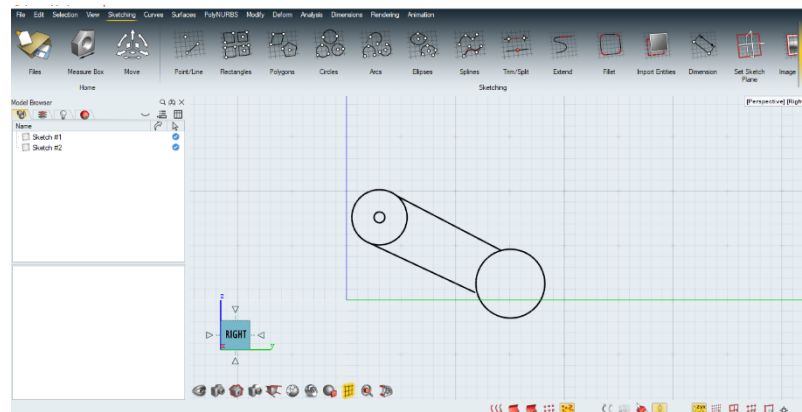 File Edit Selection View Sketching Curves Surfaces PolyNURBS Modify Deform Analysis Dimensions Rendering Animation
Files Measure Box Move Point/Line Rectangles Polygons Circles Arcs Ellipses Splines Trim/Split Extend Fillet Import Entities Dimension Set Sketch Plane Image
Home Sketching
Model Browser
[Perspective] [Righ
Name
Sketch #1
Sketch #2
z
RIGHT
y